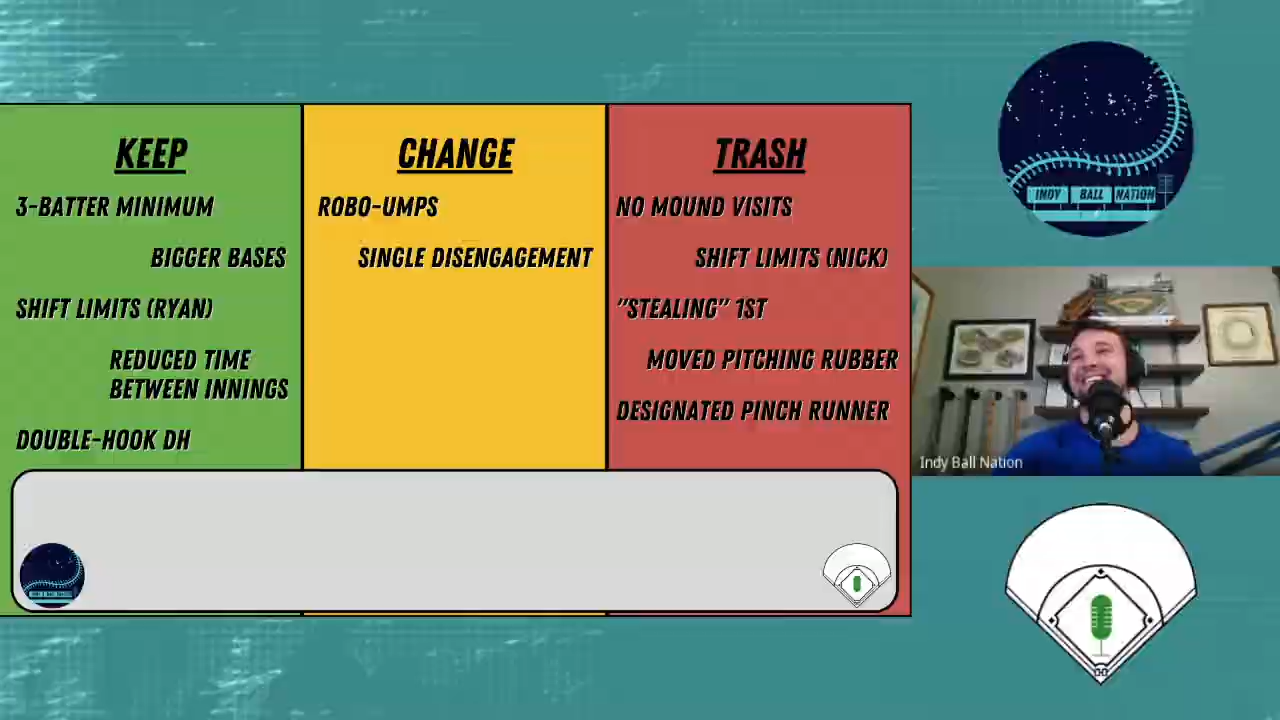 KEEP
3-BATTER MINIMUM
BIGGER BASES
SHIFT LIMITS (RYAN)
REDUCED TIME
BETWEEN INNINGS
DOUBLE-HOOK DH
CHANGE
ROBO-UMPS
SINGLE DISENGAGEMENT
TRASH
NO MOUND VISITS
SHIFT LIMITS (NICK)
"STEALING" 1ST
MOVED PITCHING RUBBER
DESIGNATED PINCH RUNNER
INDY BALL NATION
Indy Ball Nation